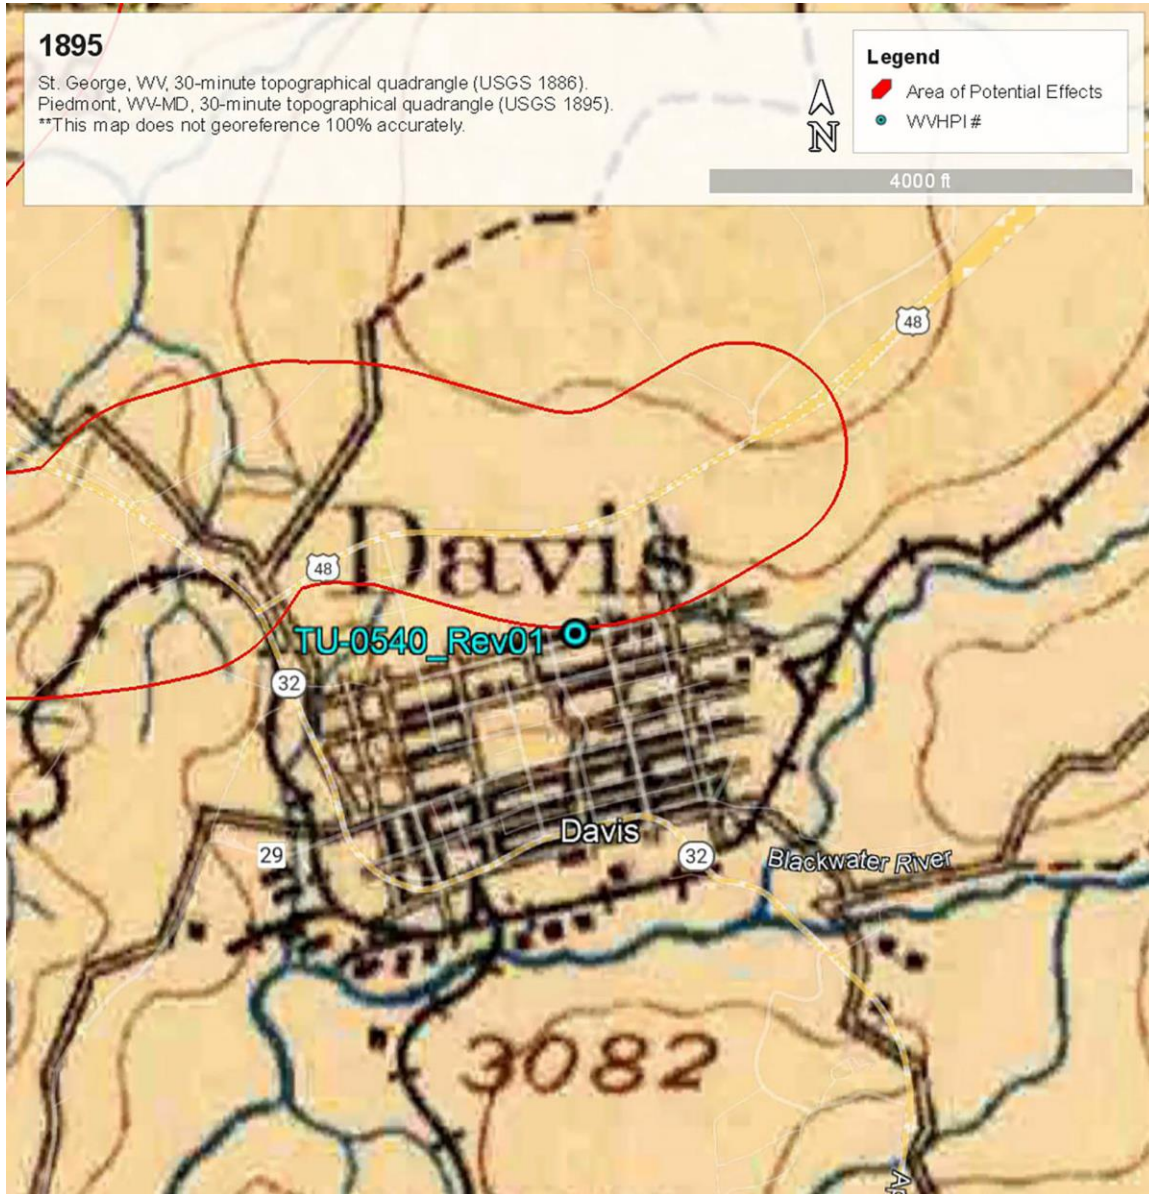 1895
St. George, WV, 30-minute topographical quadrangle (USGS 1886).
Piedmont, WV-MD, 30-minute topographical quadrangle (USGS 1895).
**This map does not georeference 100% accurately.
N
Legend
Area of Potential Effects
WVHPI #
4000 ft
48
Davis
48
TU-0540_Rev01
32
Davis
29
32
Blackwater River
3082